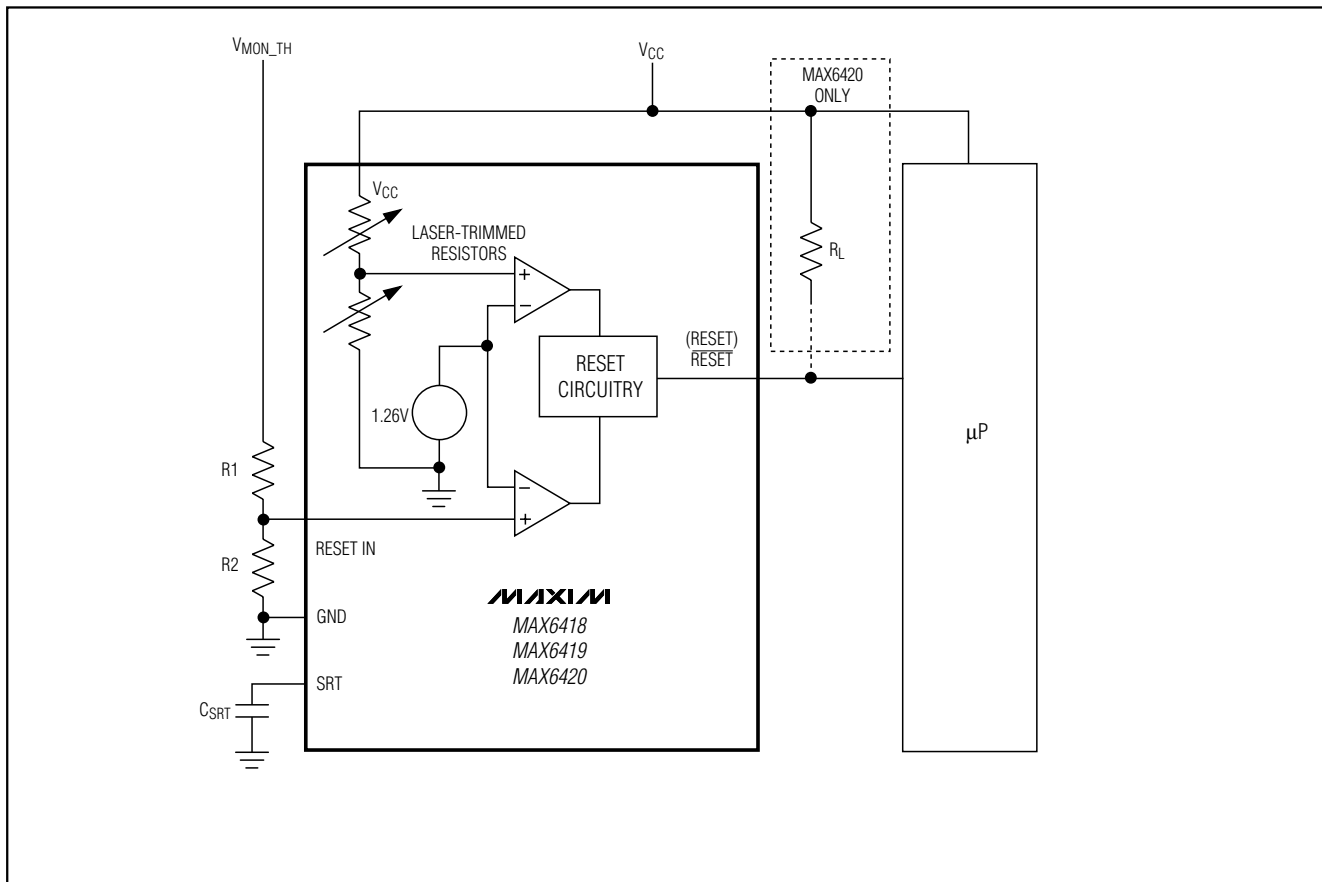 V_MON_TH
V_CC
MAX6420
ONLY
V_CC
LASER-TRIMMED
RESISTORS
+
−
R_L
(RESET)
RESET
RESET
CIRCUITRY
1.26V
μP
R1
−
+
RESET IN
R2
MAXIM
GND
MAX6418
MAX6419
MAX6420
SRT
C_SRT